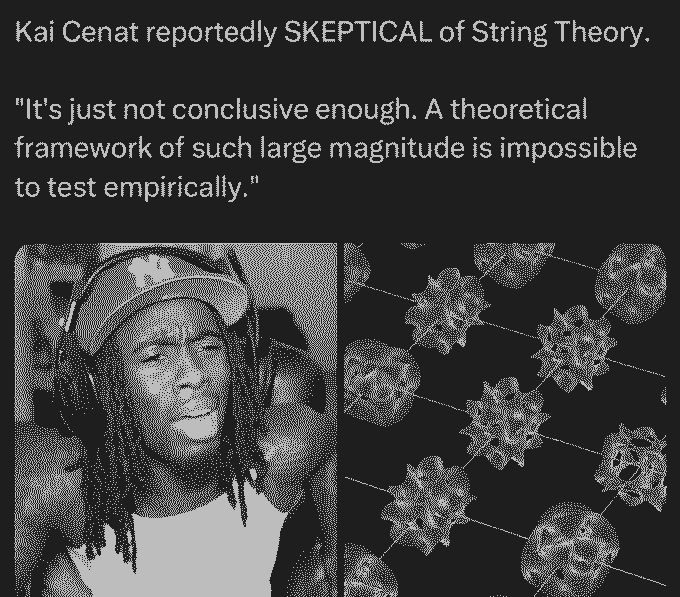 Kai Cenat reportedly SKEPTICAL of String Theory.
"It's just not conclusive enough. A theoretical
framework of such large magnitude is impossible
to test empirically."